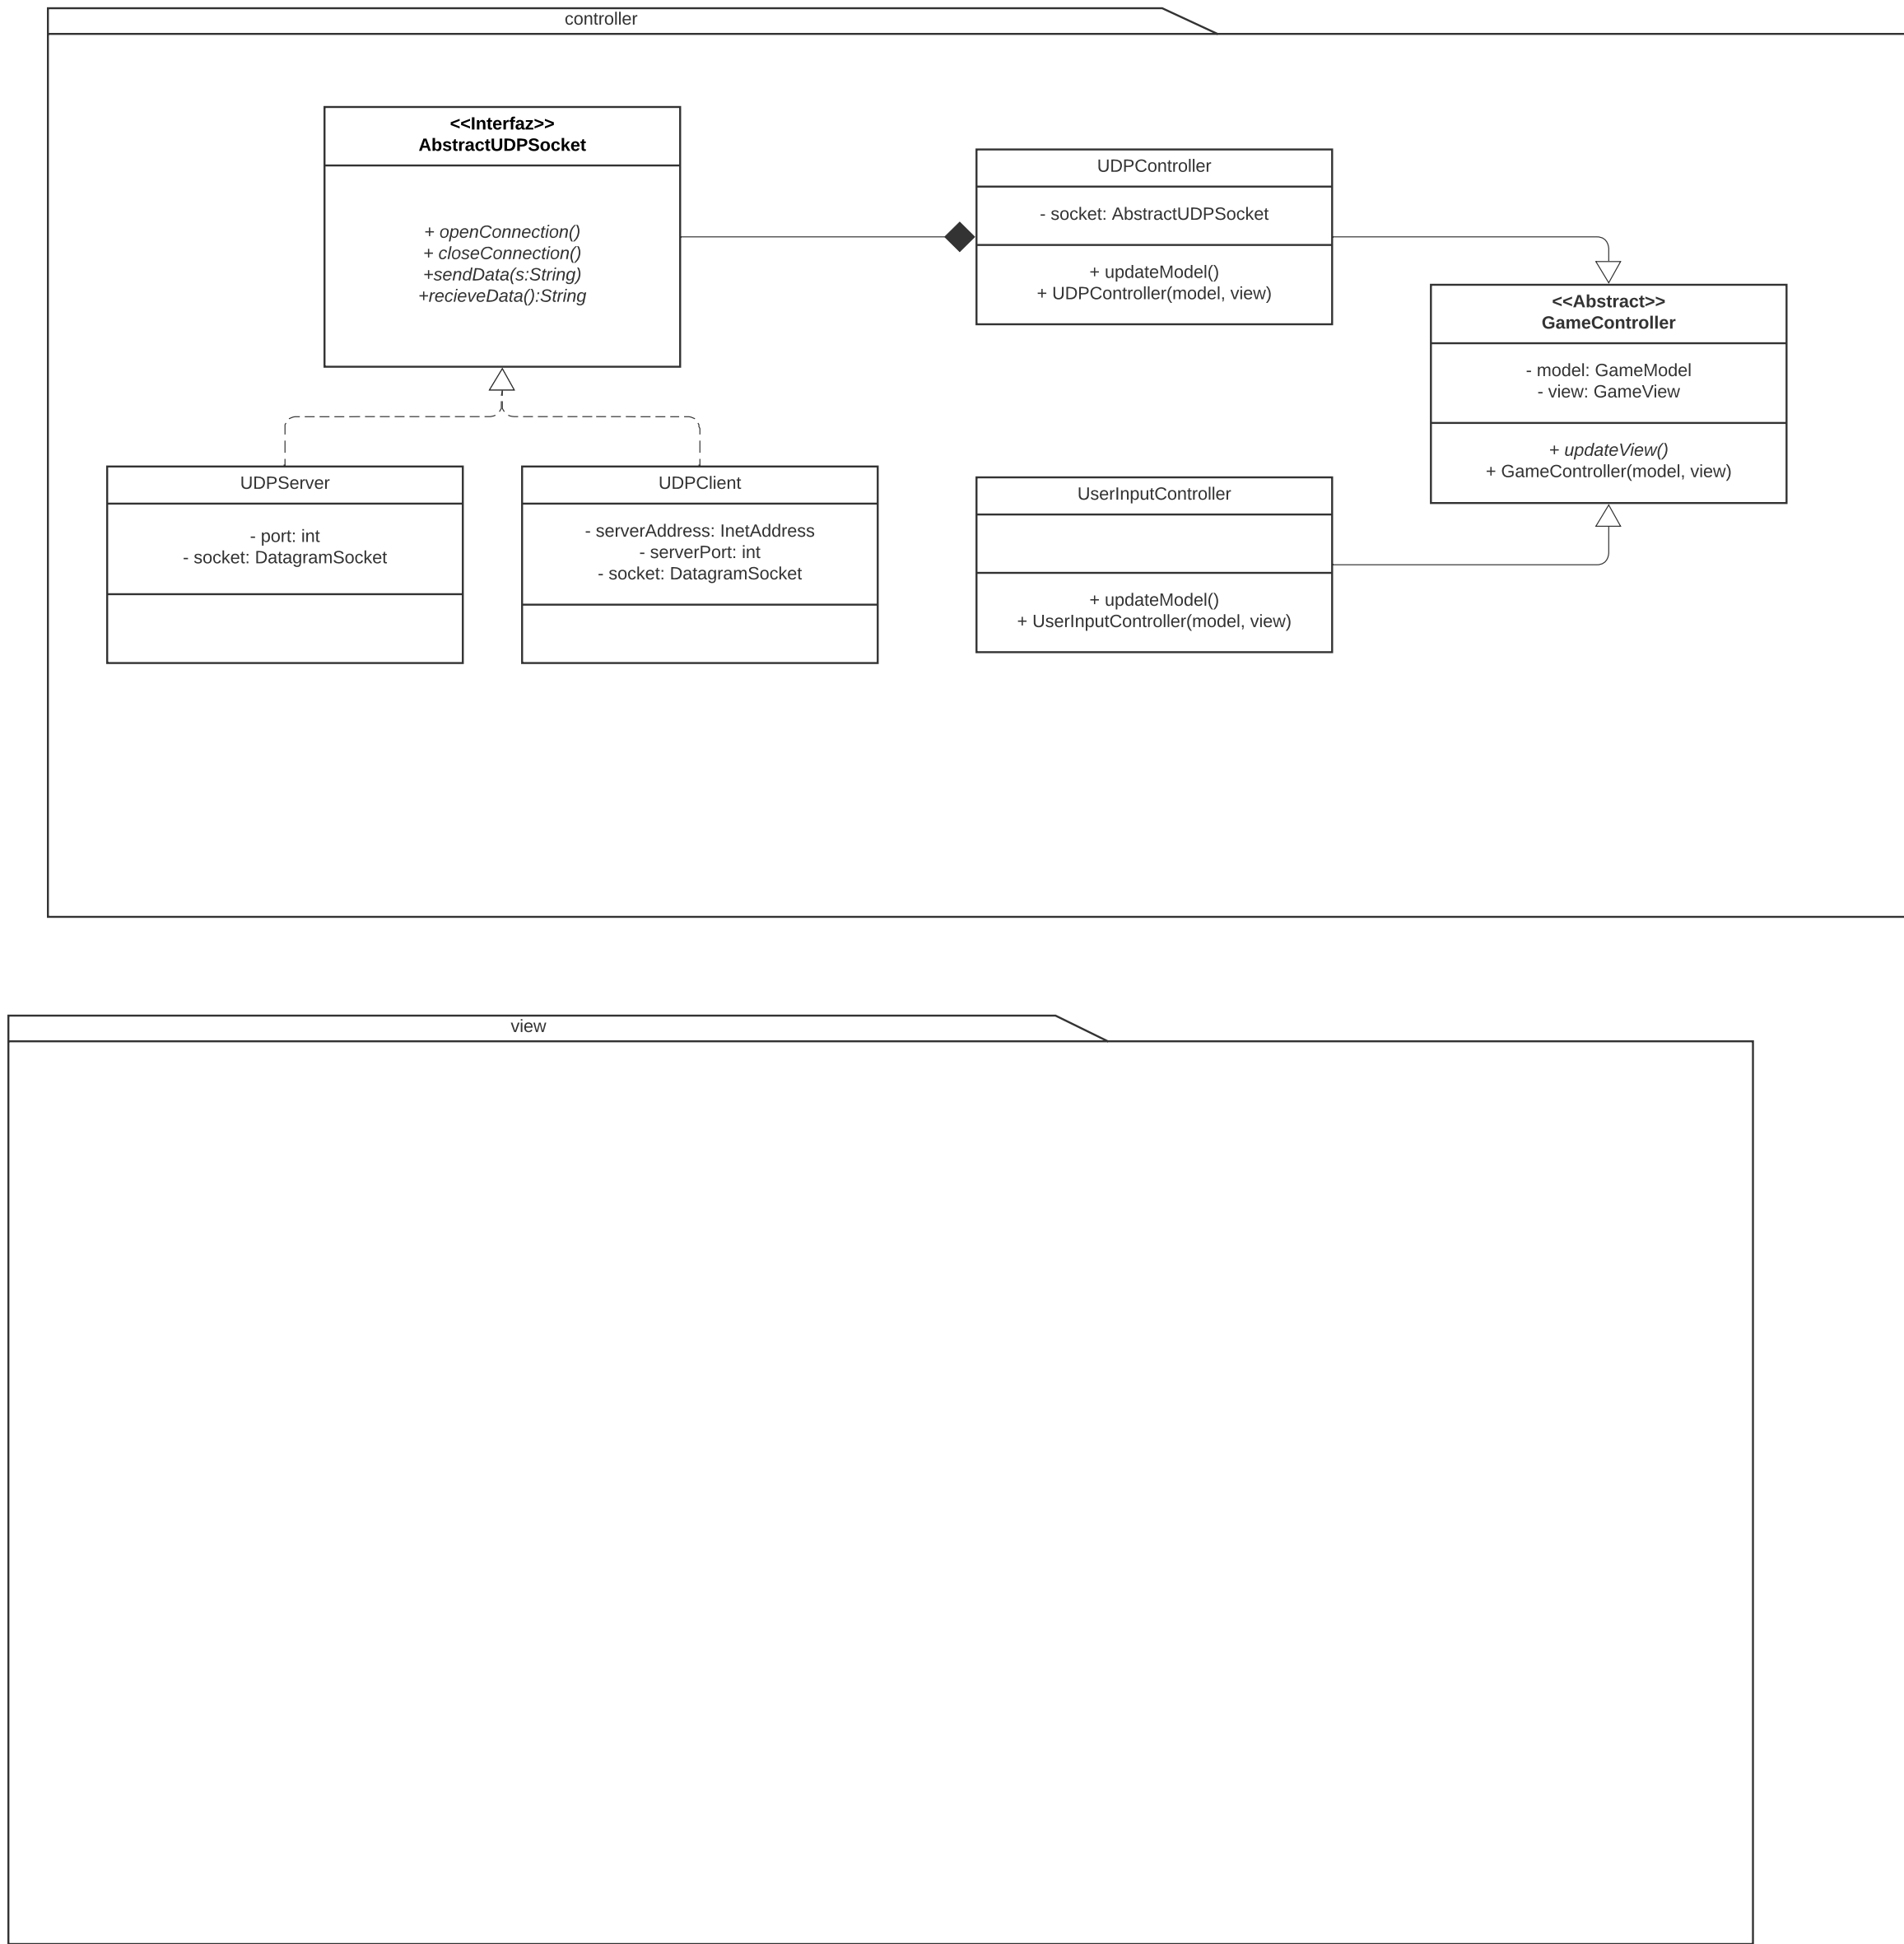 controller
<<Interfaz>>
AbstractUDPSocket
+ openConnection()
+ closeConnection()
+sendData(s:String)
+recieveData():String
UDPController
- socket: AbstractUDPSocket
+ updateModel()
+ UDPController(model, view)
<<Abstract>>
GameController
- model: GameModel
- view: GameView
+ updateView()
+ GameController(model, view)
UDPServer
- port: int
- socket: DatagramSocket
UDPClient
- serverAddress: InetAddress
- serverPort: int
- socket: DatagramSocket
UserInputController
+ updateModel()
+ UserInputController(model, view)
view